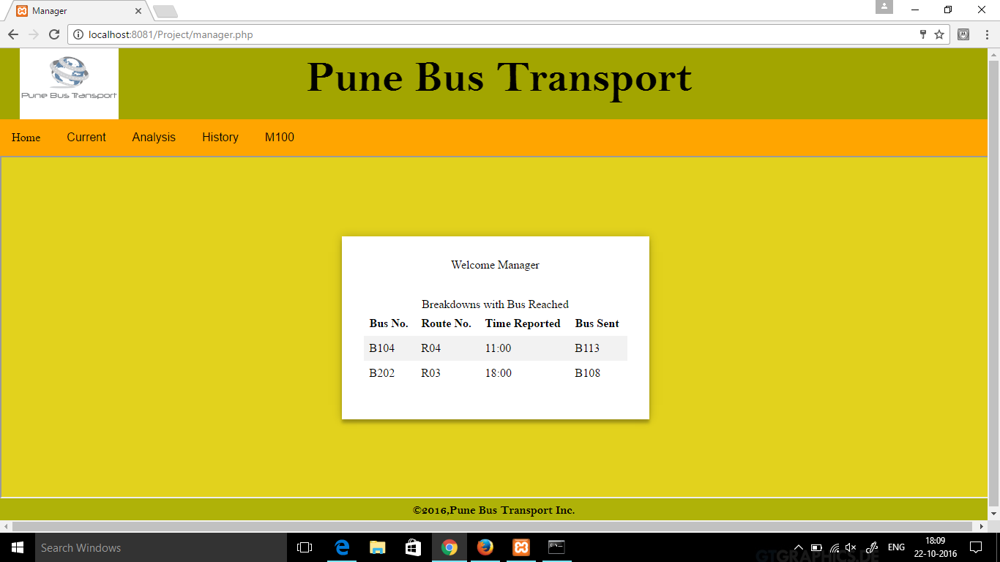 Manager
localhost:8081/Project/manager.php
Pune Bus Transport
Pune Bus Transport
Home Current Analysis History M100
Welcome Manager
Breakdowns with Bus Reached
Bus No. Route No. Time Reported Bus Sent
B104 R04 11:00 B113
B202 R03 18:00 B108
©2016,Pune Bus Transport Inc.
Search Windows
ENG
18:09
22-10-2016
GTGRAPHICS.DE